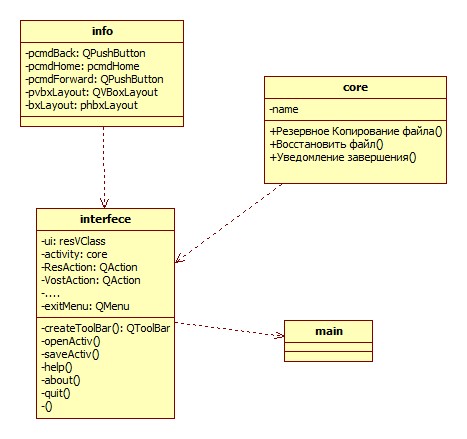 info
-pcmdBack: QPushButton
-pcmdHome: pcmdHome
-pcmdForward: QPushButton
-pvbxLayout: QVBoxLayout
-bxLayout: phbxLayout
core
-name
+Резервное Копирование файла()
+Восстановить файл()
+Уведомление завершения()
interfece
-ui: resVClass
-activity: core
-ResAction: QAction
-VostAction: QAction
-....
-exitMenu: QMenu
-createToolBar(): QToolBar
-openActiv()
-saveActiv()
-help()
-about()
-quit()
-()
main